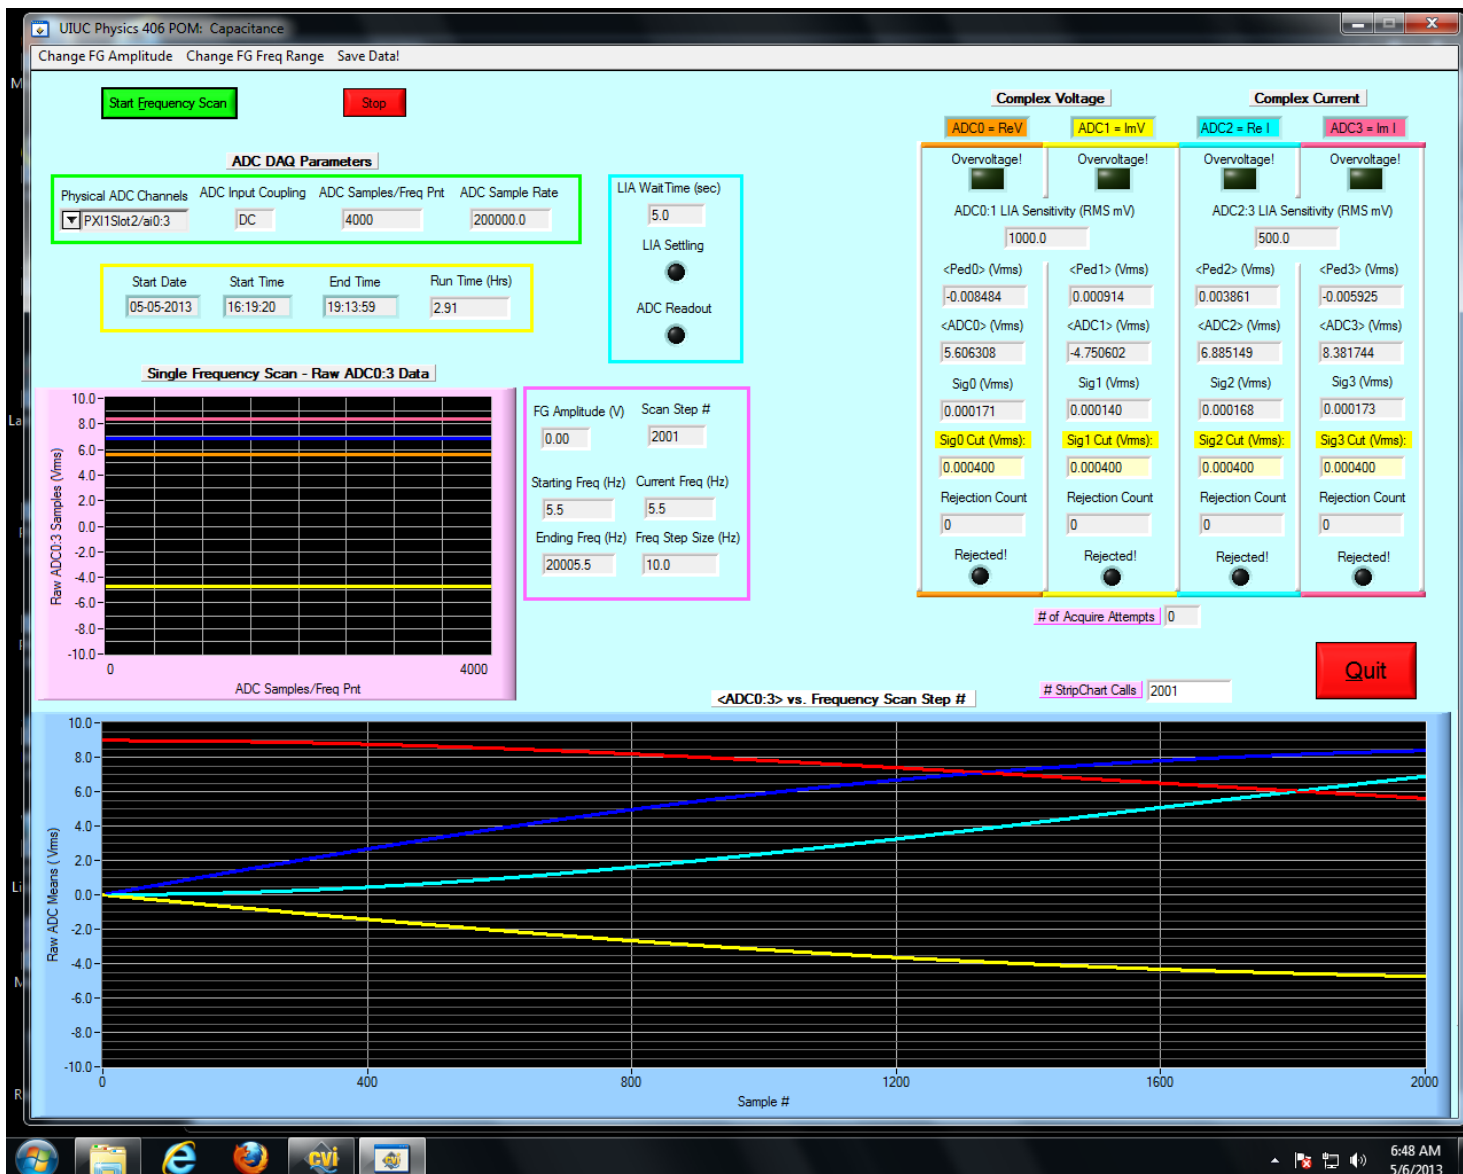 UIUC Physics 406 POM: Capacitance
Change FG Amplitude Change FG Freq Range Save Data!
Start Frequency Scan Stop
ADC DAQ Parameters
Physical ADC Channels ADC Input Coupling ADC Samples/Freq Pnt ADC Sample Rate
PXI1Slot2/ai0:3 DC 4000 200000.0
Start Date Start Time End Time Run Time (Hrs)
05-05-2013 16:19:20 19:13:59 2.91
LIA WaitTime (sec)
5.0
LIA Settling
ADC Readout
Complex Voltage Complex Current
ADC0 = ReV ADC1 = ImV ADC2 = Re I ADC3 = Im I
Overvoltage! Overvoltage! Overvoltage! Overvoltage!
ADC0:1 LIA Sensitivity (RMS mV) ADC2:3 LIA Sensitivity (RMS mV)
1000.0 500.0
<Ped0> (Vrms) <Ped1> (Vrms) <Ped2> (Vrms) <Ped3> (Vrms)
-0.008484 0.000914 0.003861 -0.005925
<ADC0> (Vrms) <ADC1> (Vrms) <ADC2> (Vrms) <ADC3> (Vrms)
5.606308 -4.750602 6.885149 8.381744
Sig0 (Vrms) Sig1 (Vrms) Sig2 (Vrms) Sig3 (Vrms)
0.000171 0.000140 0.000168 0.000173
Sig0 Cut (Vrms): Sig1 Cut (Vrms): Sig2 Cut (Vrms): Sig3 Cut (Vrms):
0.000400 0.000400 0.000400 0.000400
Rejection Count Rejection Count Rejection Count Rejection Count
0 0 0 0
Rejected! Rejected! Rejected! Rejected!
# of Acquire Attempts 0
Single Frequency Scan - Raw ADC0:3 Data
Raw ADC0:3 Samples (Vrms)
10.0
8.0
6.0
4.0
2.0
0.0
-2.0
-4.0
-6.0
-8.0
-10.0
0 4000
ADC Samples/Freq Pnt
FG Amplitude (V) Scan Step #
0.00 2001
Starting Freq (Hz) Current Freq (Hz)
5.5 5.5
Ending Freq (Hz) Freq Step Size (Hz)
20005.5 10.0
# StripChart Calls 2001
Quit
<ADC0:3> vs. Frequency Scan Step #
Raw ADC Means (Vrms)
10.0
8.0
6.0
4.0
2.0
0.0
-2.0
-4.0
-6.0
-8.0
-10.0
0 400 800 1200 1600 2000
Sample #
M
La
Li
M
R
cvi
6:48 AM
5/6/2013